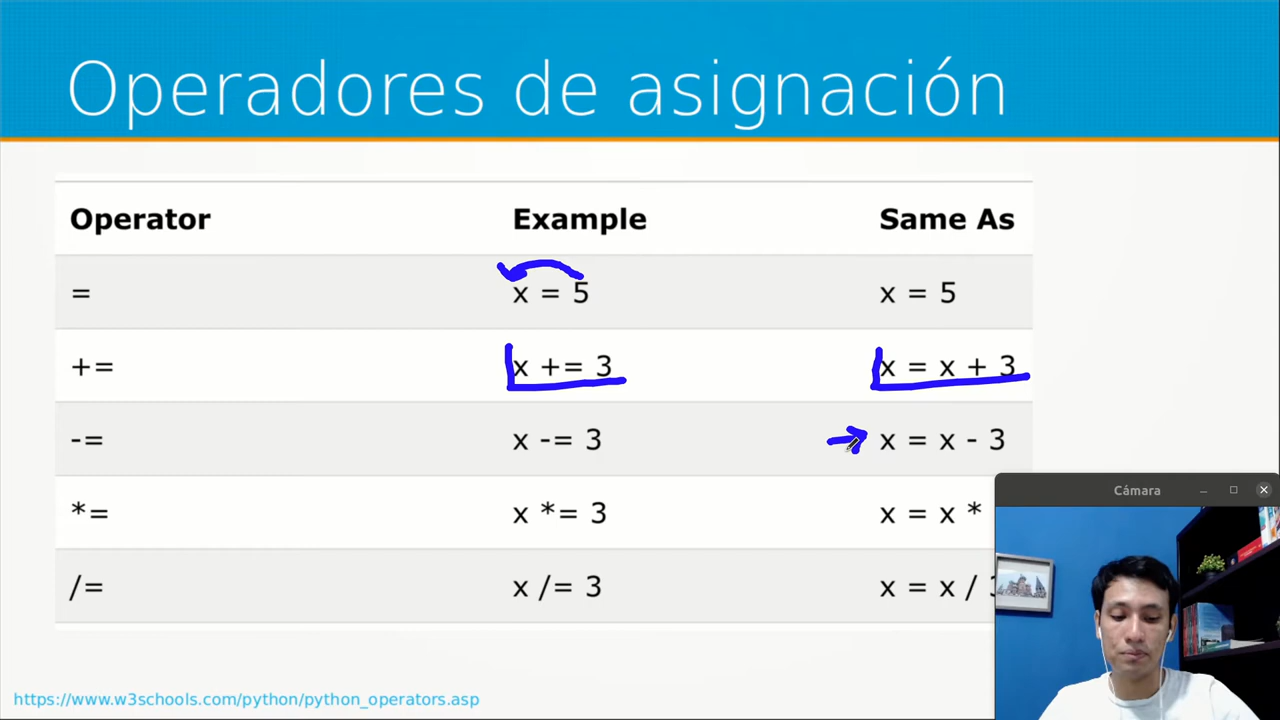 Operadores de asignación
Operator Example Same As
= x = 5 x = 5
+= x += 3 x = x + 3
-= x -= 3 x = x - 3
*= x *= 3 x = x *
/= x /= 3 x = x /
Cámara
https://www.w3schools.com/python/python_operators.asp